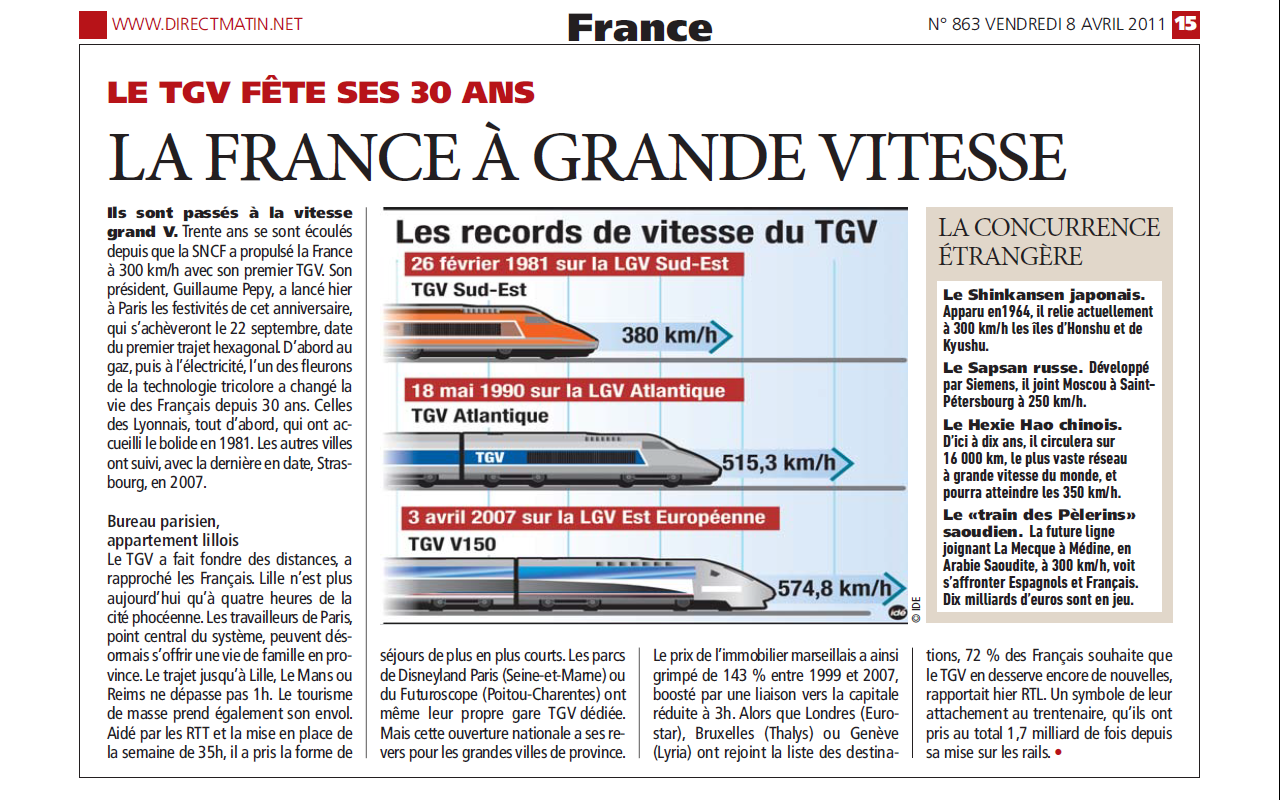 WWW.DIRECTMATIN.NET
France
N° 863 VENDREDI 8 AVRIL 2011 15
LE TGV FÊTE SES 30 ANS
LA FRANCE À GRANDE VITESSE
Ils sont passés à la vitesse
grand V. Trente ans se sont écoulés
depuis que la SNCF a propulsé la France
à 300 km/h avec son premier TGV. Son
président, Guillaume Pepy, a lancé hier
à Paris les festivités de cet anniversaire,
qui s'achèveront le 22 septembre, date
du premier trajet hexagonal. D'abord au
gaz, puis à l'électricité, l'un des fleurons
de la technologie tricolore a changé la
vie des Français depuis 30 ans. Celles
des Lyonnais, tout d'abord, qui ont ac-
cueilli le bolide en 1981. Les autres villes
ont suivi, avec la dernière en date, Stras-
bourg, en 2007.
Bureau parisien,
appartement lillois
Le TGV a fait fondre des distances, a
rapproché les Français. Lille n'est plus
aujourd'hui qu'à quatre heures de la
cité phocéenne. Les travailleurs de Paris,
point central du système, peuvent dés-
ormais s'offrir une vie de famille en pro-
vince. Le trajet jusqu'à Lille, Le Mans ou
Reims ne dépasse pas 1h. Le tourisme
de masse prend également son envol.
Aidé par les RTT et la mise en place de
la semaine de 35h, il a pris la forme de
Les records de vitesse du TGV
26 février 1981 sur la LGV Sud-Est
TGV Sud-Est
380 km/h
18 mai 1990 sur la LGV Atlantique
TGV Atlantique
TGV
515,3 km/h
3 avril 2007 sur la LGV Est Européenne
TGV V150
574,8 km/h
idé
© IDE
séjours de plus en plus courts. Les parcs
de Disneyland Paris (Seine-et-Marne) ou
du Futuroscope (Poitou-Charentes) ont
même leur propre gare TGV dédiée.
Mais cette ouverture nationale a ses re-
vers pour les grandes villes de province.
Le prix de l'immobilier marseillais a ainsi
grimpé de 143 % entre 1999 et 2007,
boosté par une liaison vers la capitale
réduite à 3h. Alors que Londres (Euro-
star), Bruxelles (Thalys) ou Genève
(Lyria) ont rejoint la liste des destina-
tions, 72 % des Français souhaite que
le TGV en desserve encore de nouvelles,
rapportait hier RTL. Un symbole de leur
attachement au trentenaire, qu'ils ont
pris au total 1,7 milliard de fois depuis
sa mise sur les rails. •
LA CONCURRENCE
ÉTRANGÈRE
Le Shinkansen japonais.
Apparu en1964, il relie actuellement
à 300 km/h les îles d'Honshu et de
Kyushu.
Le Sapsan russe. Développé
par Siemens, il joint Moscou à Saint-
Pétersbourg à 250 km/h.
Le Hexie Hao chinois.
D'ici à dix ans, il circulera sur
16 000 km, le plus vaste réseau
à grande vitesse du monde, et
pourra atteindre les 350 km/h.
Le «train des Pèlerins»
saoudien. La future ligne
joignant La Mecque à Médine, en
Arabie Saoudite, à 300 km/h, voit
s'affronter Espagnols et Français.
Dix milliards d'euros sont en jeu.